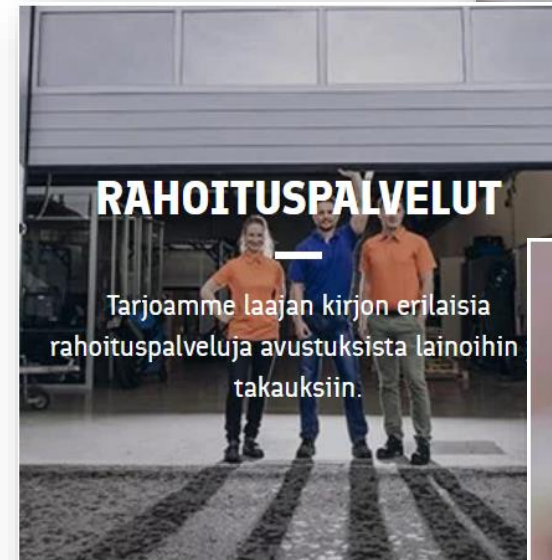 RAHOITUSPALVELUT
Tarjoamme laajan kirjon erilaisia
rahoituspalveluja avustuksista lainoihin
takauksiin.